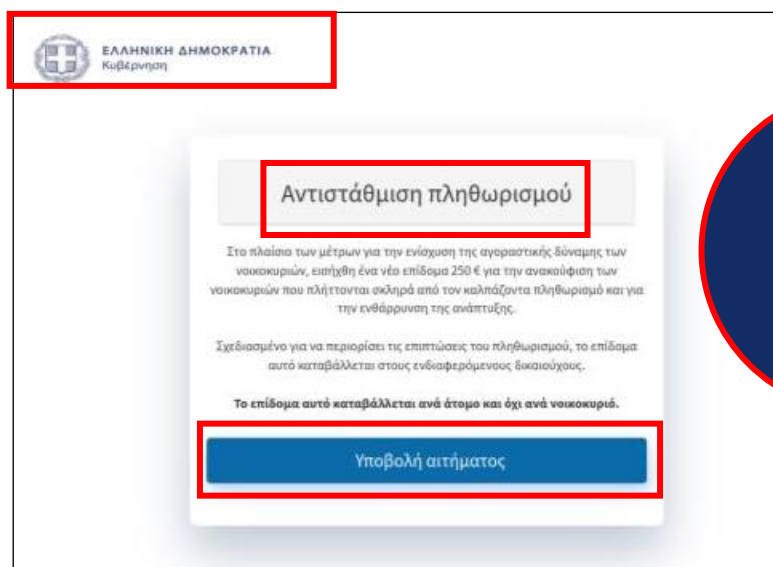 ΕΛΛΗΝΙΚΗ ΔΗΜΟΚΡΑΤΙΑ
Κυβέρνηση
Αντιστάθμιση πληθωρισμού
Στο πλαίσιο των μέτρων για την ενίσχυση της αγοραστικής δύναμης των
νοικοκυριών, εισήχθη ένα νέο επίδομα 250 € για την ανακούφιση των
νοικοκυριών που πλήττονται σκληρά από τον καλπάζοντα πληθωρισμό και για
την ενθάρρυνση της ανάπτυξης.
Σχεδιασμένο για να περιορίσει τις επιπτώσεις του πληθωρισμού, το επίδομα
αυτό καταβάλλεται στους ενδιαφερόμενους δικαιούχους.
Το επίδομα αυτό καταβάλλεται ανά άτομο και όχι ανά νοικοκυριό.
Υποβολή αιτήματος